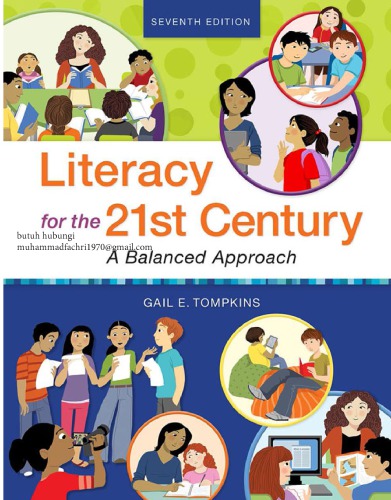 SEVENTH EDITION
Literacy
for the 21st Century
butuh hubungi
muhammadfachri1970@gmail.com
A Balanced Approach
GAIL E. TOMPKINS